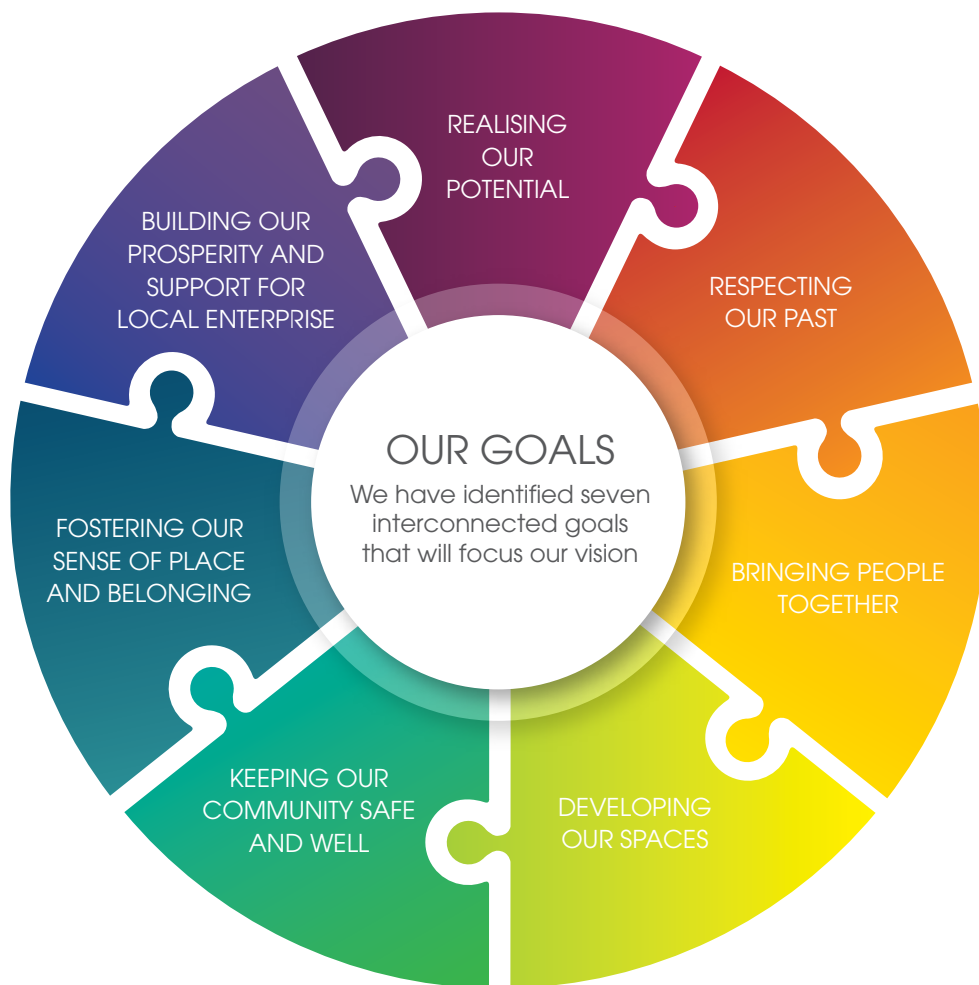 OUR GOALS
We have identified seven
interconnected goals
that will focus our vision
REALISING
OUR
POTENTIAL
RESPECTING
OUR PAST
BRINGING PEOPLE
TOGETHER
DEVELOPING
OUR SPACES
KEEPING OUR
COMMUNITY SAFE
AND WELL
FOSTERING OUR
SENSE OF PLACE
AND BELONGING
BUILDING OUR
PROSPERITY AND
SUPPORT FOR
LOCAL ENTERPRISE